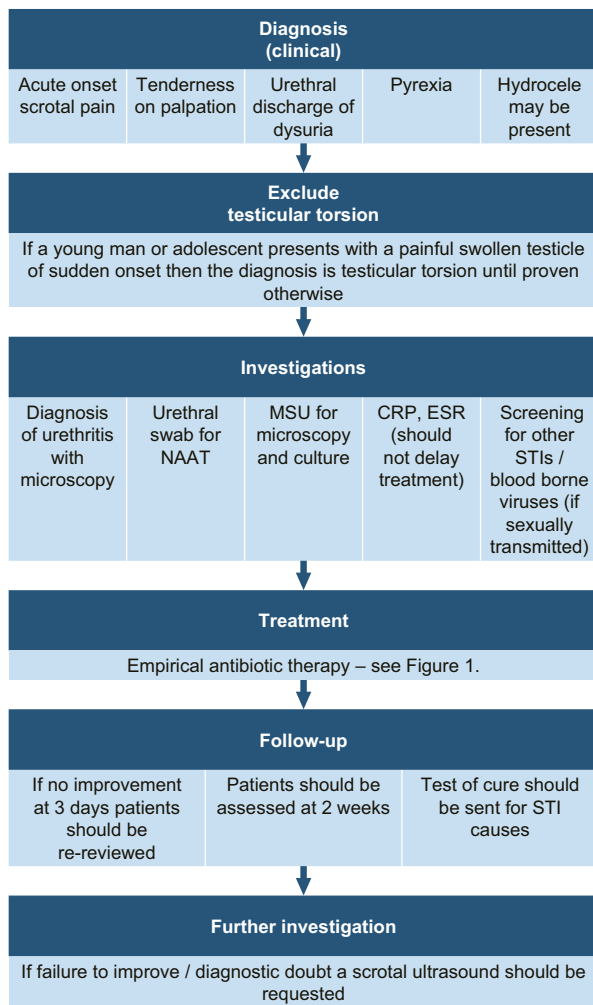 Diagnosis
(clinical)
Acute onset
scrotal pain
Tenderness
on palpation
Urethral
discharge of
dysuria
Pyrexia
Hydrocele
may be
present
Exclude
testicular torsion
If a young man or adolescent presents with a painful swollen testicle
of sudden onset then the diagnosis is testicular torsion until proven
otherwise
Investigations
Diagnosis
of urethritis
with
microscopy
Urethral
swab for
NAAT
MSU for
microscopy
and culture
CRP, ESR
(should
not delay
treatment)
Screening
for other
STIs /
blood borne
viruses (if
sexually
transmitted)
Treatment
Empirical antibiotic therapy – see Figure 1.
Follow-up
If no improvement
at 3 days patients
should be
re-reviewed
Patients should be
assessed at 2 weeks
Test of cure should
be sent for STI
causes
Further investigation
If failure to improve / diagnostic doubt a scrotal ultrasound should be
requested